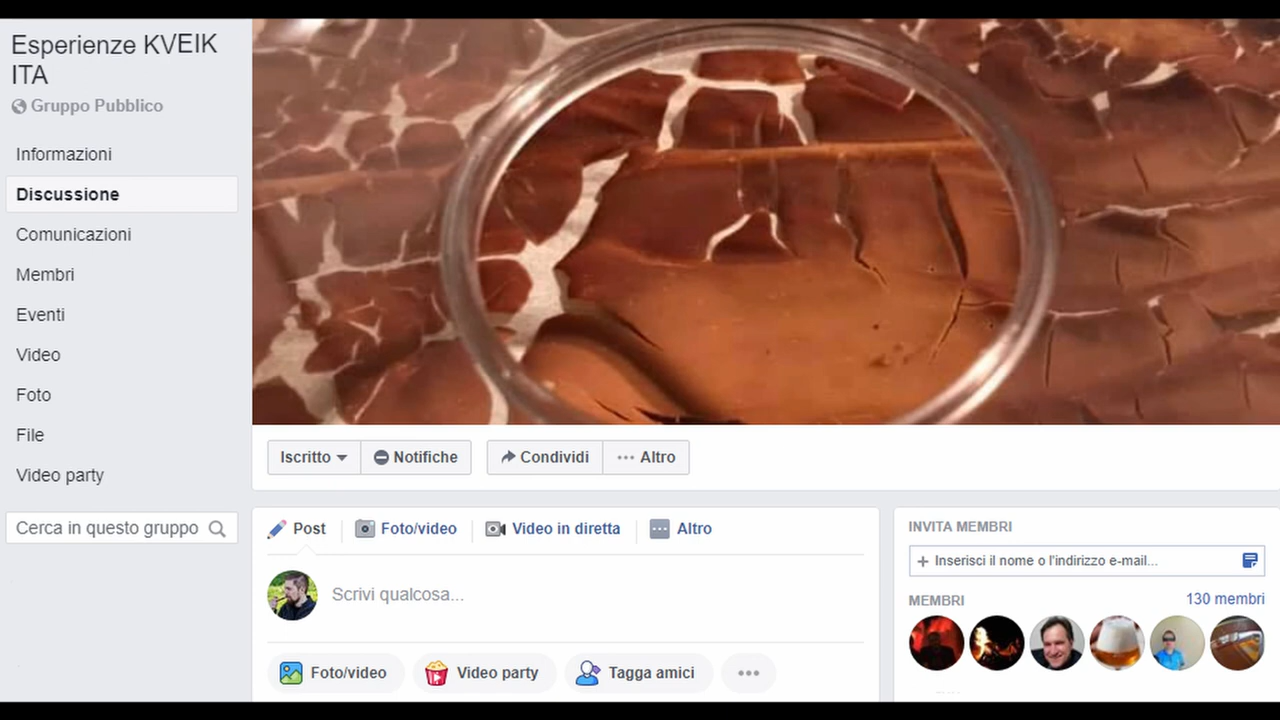 Esperienze KVEIK
ITA
Gruppo Pubblico
Informazioni
Discussione
Comunicazioni
Membri
Eventi
Video
Foto
File
Video party
Cerca in questo gruppo
Iscritto
Notifiche
Condividi
Altro
Post
Foto/video
Video in diretta
Altro
Scrivi qualcosa...
Foto/video
Video party
Tagga amici
INVITA MEMBRI
+ Inserisci il nome o l'indirizzo e-mail...
MEMBRI
130 membri